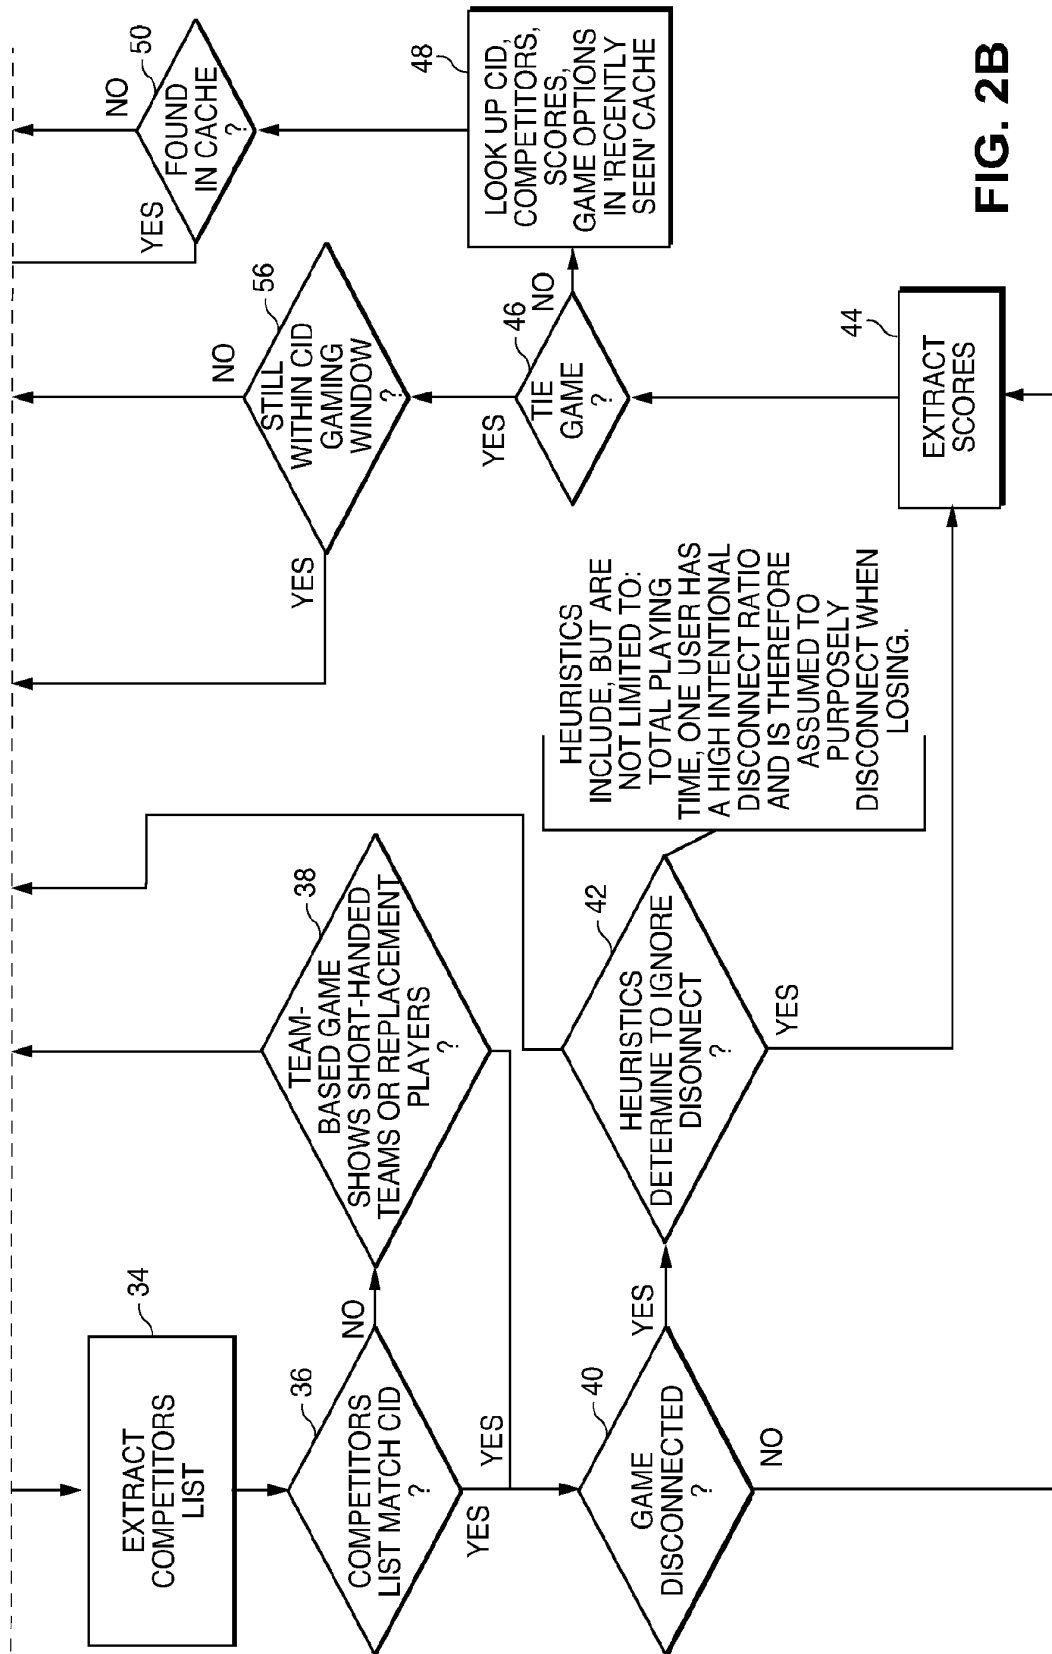 EXTRACT
COMPETITORS
LIST
34
COMPETITORS
LIST MATCH CID
?
36
NO
YES
TEAM-
BASED GAME
SHOWS SHORT-HANDED
TEAMS OR REPLACEMENT
PLAYERS
?
38
YES
GAME
DISCONNECTED
?
40
YES
NO
HEURISTICS
DETERMINE TO IGNORE
DISONNECT
?
42
YES
HEURISTICS
INCLUDE, BUT ARE
NOT LIMITED TO:
TOTAL PLAYING
TIME, ONE USER HAS
A HIGH INTENTIONAL
DISCONNECT RATIO
AND IS THEREFORE
ASSUMED TO
PURPOSELY
DISCONNECT WHEN
LOSING.
EXTRACT
SCORES
44
TIE
GAME
?
46
YES
NO
STILL
WITHIN CID
GAMING
WINDOW
?
56
YES
NO
LOOK UP CID,
COMPETITORS,
SCORES,
GAME OPTIONS
IN 'RECENTLY
SEEN' CACHE
48
FOUND
IN CACHE
?
50
YES
NO
FIG. 2B